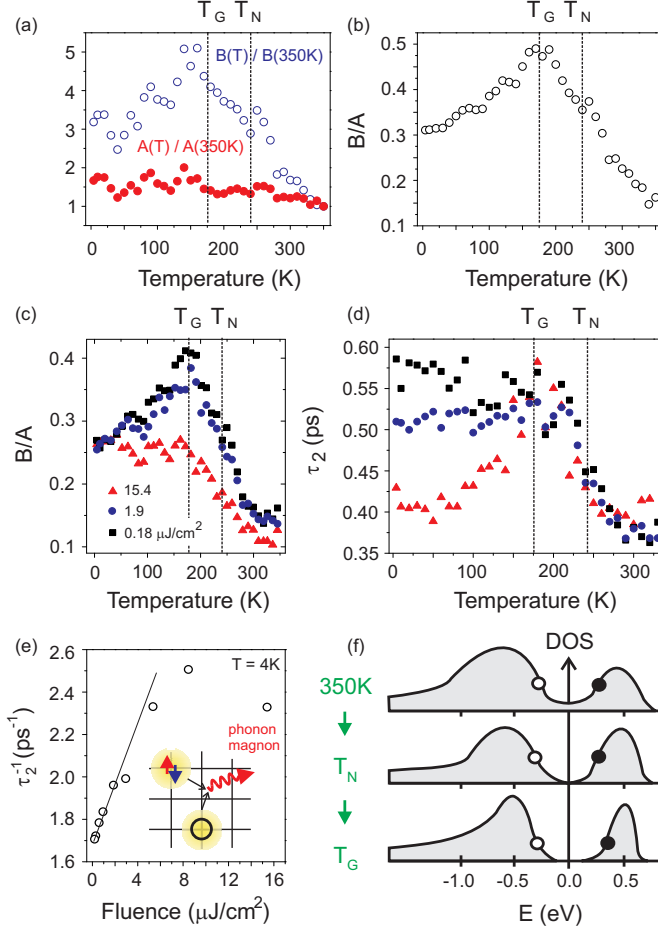 (a)
T_G T_N
B(T) / B(350K)
A(T) / A(350K)
5
4
3
2
1
0 100 200 300
Temperature (K)
(b)
T_G T_N
B/A
0.5
0.4
0.3
0.2
0.1
0 100 200 300
Temperature (K)
(c)
T_G T_N
B/A
0.4
0.3
0.2
0.1
15.4
1.9
0.18 μJ/cm²
0 100 200 300
Temperature (K)
(d)
T_G T_N
τ₂ (ps)
0.60
0.55
0.50
0.45
0.40
0.35
0 100 200 300
Temperature (K)
(e)
T = 4K
τ₂⁻¹(ps⁻¹)
2.6
2.4
2.2
2.0
1.8
1.6
phonon
magnon
0 4 8 12 16
Fluence (μJ/cm²)
(f)
DOS
350K
T_N
T_G
-1.0 -0.5 0.0 0.5
E (eV)